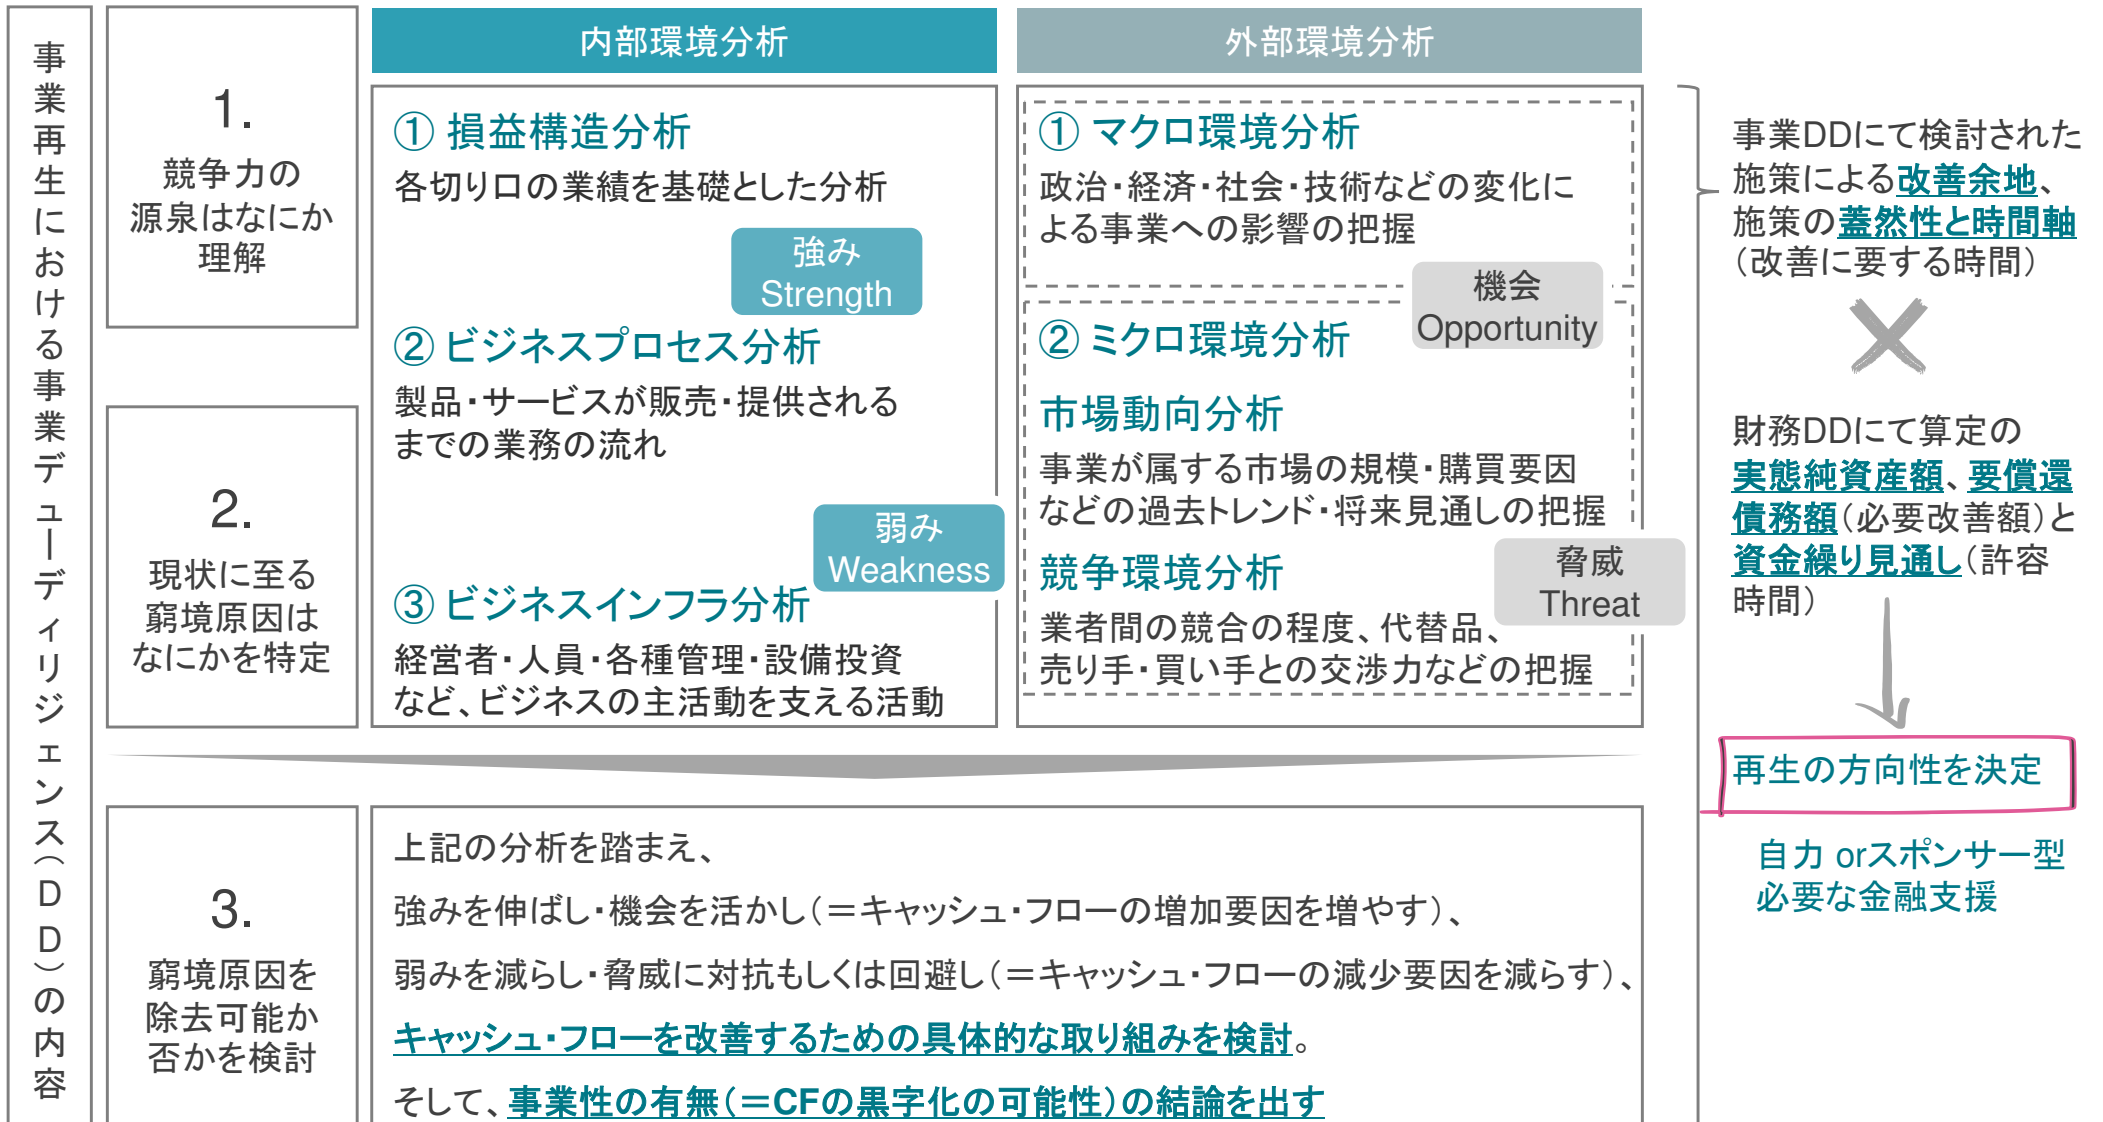 事業再生における事業デューディリジェンス（DD）の内容
1.
競争力の
源泉はなにか
理解
2.
現状に至る
窮境原因は
なにかを特定
内部環境分析
① 損益構造分析
各切り口の業績を基礎とした分析
強み
Strength
② ビジネスプロセス分析
製品・サービスが販売・提供される
までの業務の流れ
弱み
Weakness
③ ビジネスインフラ分析
経営者・人員・各種管理・設備投資
など、ビジネスの主活動を支える活動
外部環境分析
① マクロ環境分析
政治・経済・社会・技術などの変化に
よる事業への影響の把握
機会
Opportunity
② ミクロ環境分析
市場動向分析
事業が属する市場の規模・購買要因
などの過去トレンド・将来見通しの把握
競争環境分析
脅威
Threat
業者間の競合の程度、代替品、
売り手・買い手との交渉力などの把握
3.
窮境原因を
除去可能か
否かを検討
上記の分析を踏まえ、
強みを伸ばし・機会を活かし（＝キャッシュ・フローの増加要因を増やす）、
弱みを減らし・脅威に対抗もしくは回避し（＝キャッシュ・フローの減少要因を減らす）、
キャッシュ・フローを改善するための具体的な取り組みを検討。
そして、事業性の有無（＝CFの黒字化の可能性）の結論を出す
事業DDにて検討された
施策による改善余地、
施策の蓋然性と時間軸
（改善に要する時間）
財務DDにて算定の
実態純資産額、要償還
債務額（必要改善額）と
資金繰り見通し（許容
時間）
再生の方向性を決定
自力 orスポンサー型
必要な金融支援